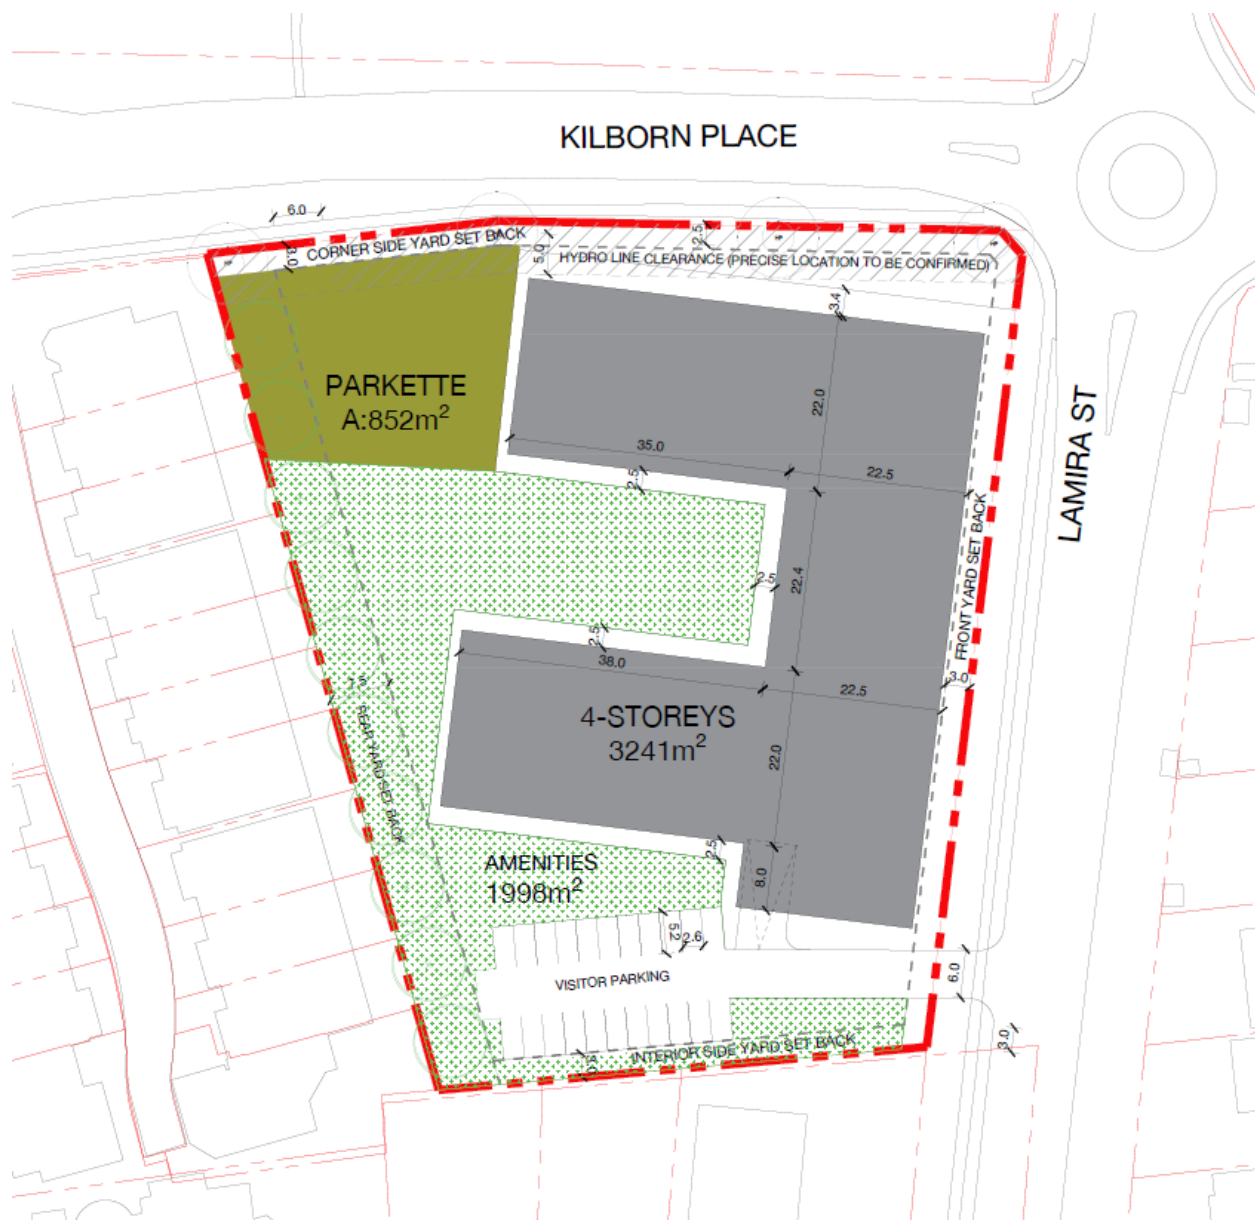 KILBORN PLACE
6.0
2.5
CORNER SIDE YARD SET BACK
3.0
5.0
HYDRO LINE CLEARANCE (PRECISE LOCATION TO BE CONFIRMED)
3.4
PARKETTE
A:852m²
22.0
LAMIRA ST
35.0
22.5
2.5
FRONT YARD SET BACK
2.5
22.4
2.5
38.0
22.5
3.0
7.5
REAR YARD SET BACK
4-STOREYS
3241m²
22.0
2.5
AMENITIES
1998m²
8.0
5.2
2.6
VISITOR PARKING
6.0
3.0
INTERIOR SIDE YARD SET BACK